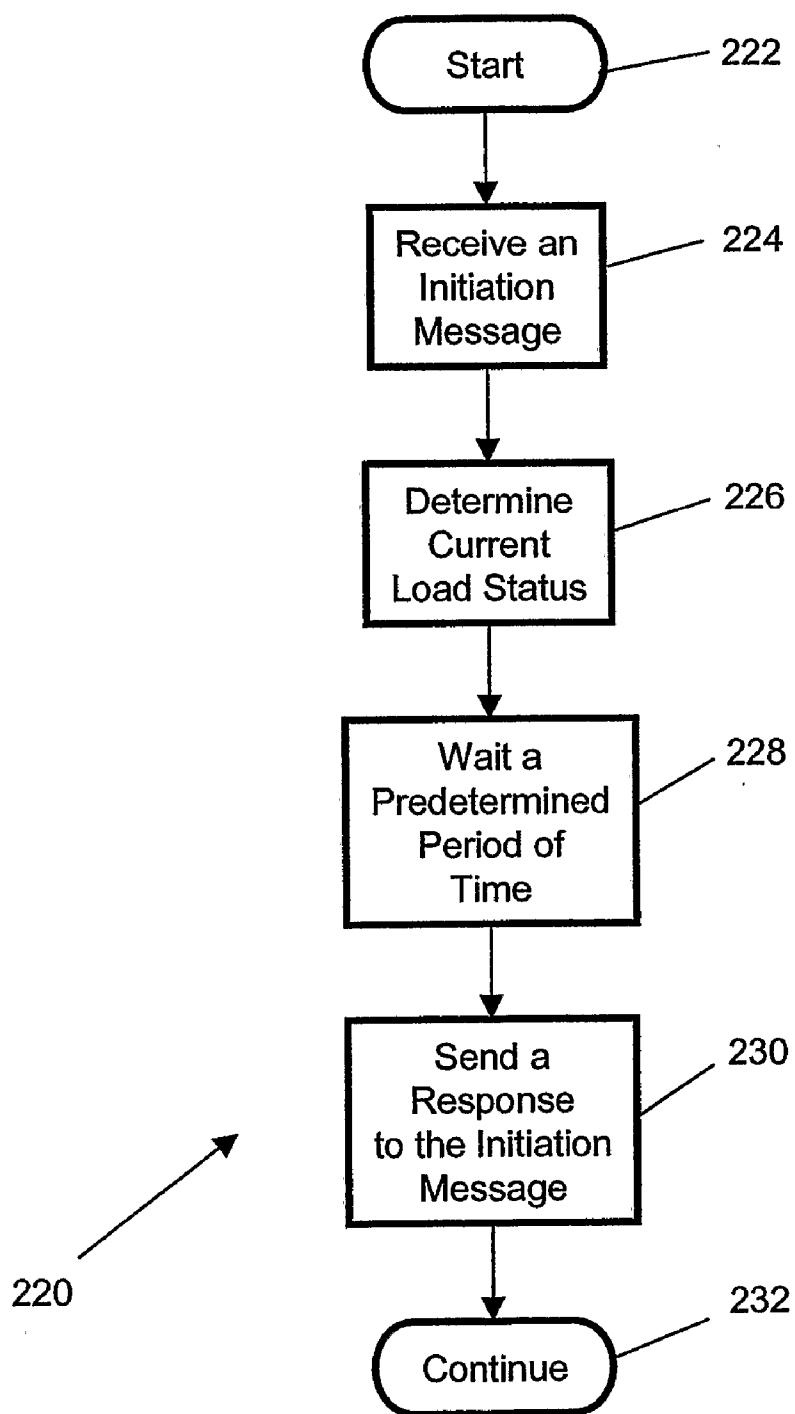 Start
222
Receive an
Initiation
Message
224
Determine
Current
Load Status
226
Wait a
Predetermined
Period of
Time
228
Send a
Response
to the Initiation
Message
230
220
Continue
232